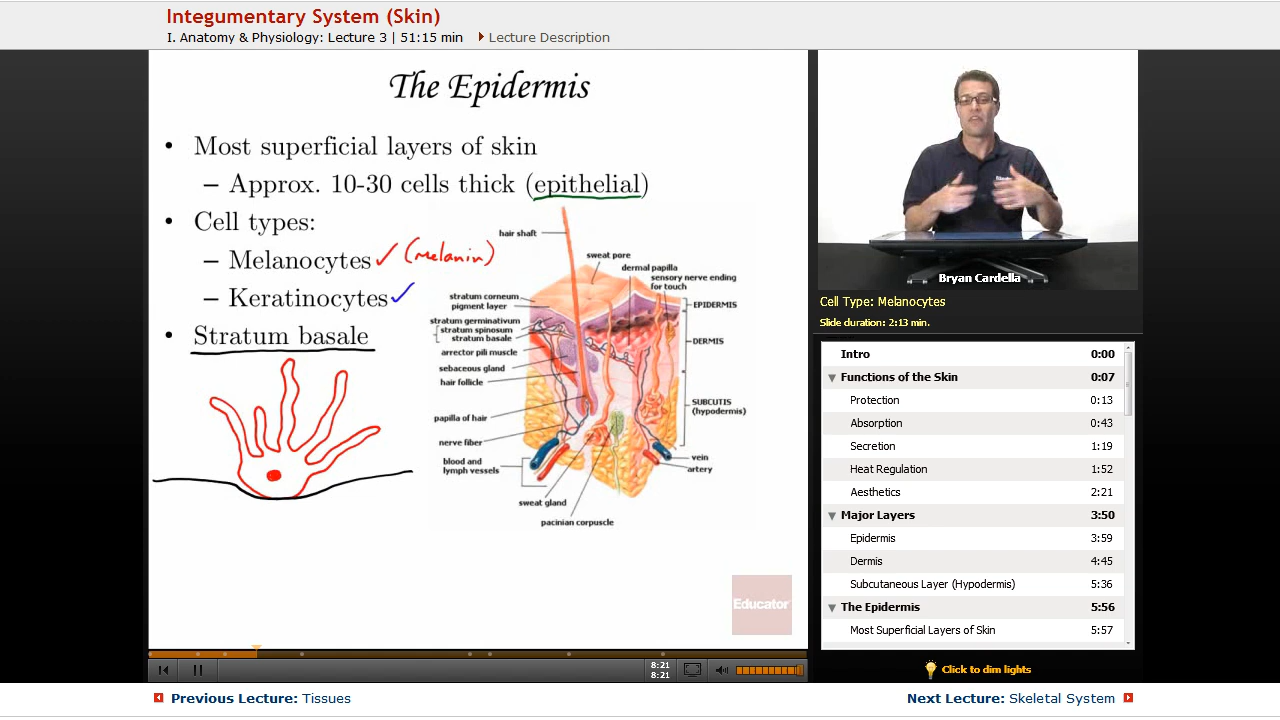 Integumentary System (Skin)
I. Anatomy & Physiology: Lecture 3 | 51:15 min Lecture Description
The Epidermis
• Most superficial layers of skin
– Approx. 10-30 cells thick (epithelial)
• Cell types:
– Melanocytes ✓ (melanin)
– Keratinocytes ✓
• Stratum basale
hair shaft
sweat pore
dermal papilla
sensory nerve ending
for touch
stratum corneum
pigment layer
stratum germinativum
stratum spinosum
stratum basale
arrector pili muscle
sebaceous gland
hair follicle
papilla of hair
nerve fiber
blood and
lymph vessels
sweat gland
pacinian corpuscle
EPIDERMIS
DERMIS
SUBCUTIS
(hypodermis)
vein
artery
Educator
Bryan Cardella
Cell Type: Melanocytes
Slide duration: 2:13 min.
Intro 0:00
Functions of the Skin 0:07
Protection 0:13
Absorption 0:43
Secretion 1:19
Heat Regulation 1:52
Aesthetics 2:21
Major Layers 3:50
Epidermis 3:59
Dermis 4:45
Subcutaneous Layer (Hypodermis) 5:36
The Epidermis 5:56
Most Superficial Layers of Skin 5:57
8:21
8:21
Click to dim lights
Previous Lecture: Tissues
Next Lecture: Skeletal System